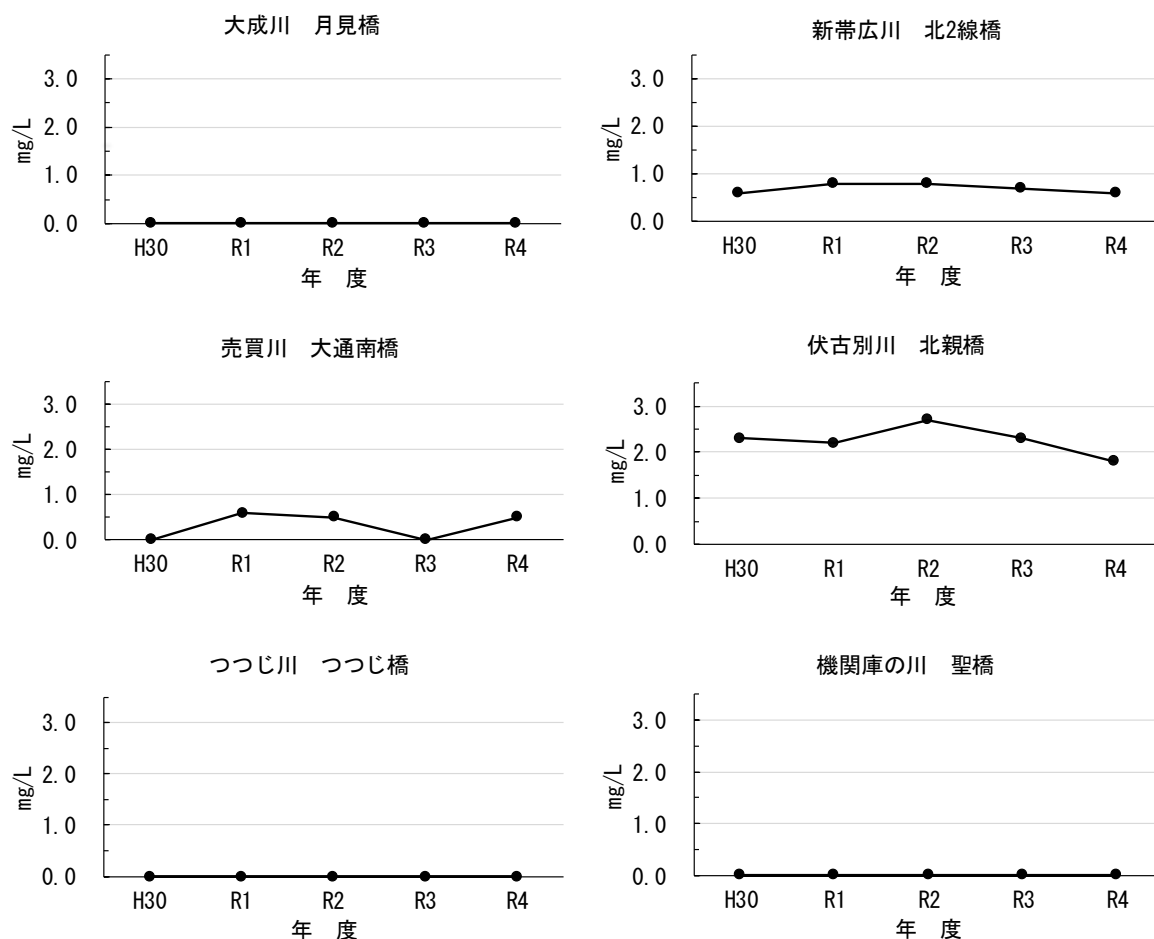 大成川　月見橋
3.0
2.0
1.0
0.0
mg/L
H30 R1 R2 R3 R4
年　度
新帯広川　北2線橋
3.0
2.0
1.0
0.0
mg/L
H30 R1 R2 R3 R4
年　度
売買川　大通南橋
3.0
2.0
1.0
0.0
mg/L
H30 R1 R2 R3 R4
年　度
伏古別川　北親橋
3.0
2.0
1.0
0.0
mg/L
H30 R1 R2 R3 R4
年　度
つつじ川　つつじ橋
3.0
2.0
1.0
0.0
mg/L
H30 R1 R2 R3 R4
年　度
機関庫の川　聖橋
3.0
2.0
1.0
0.0
mg/L
H30 R1 R2 R3 R4
年　度